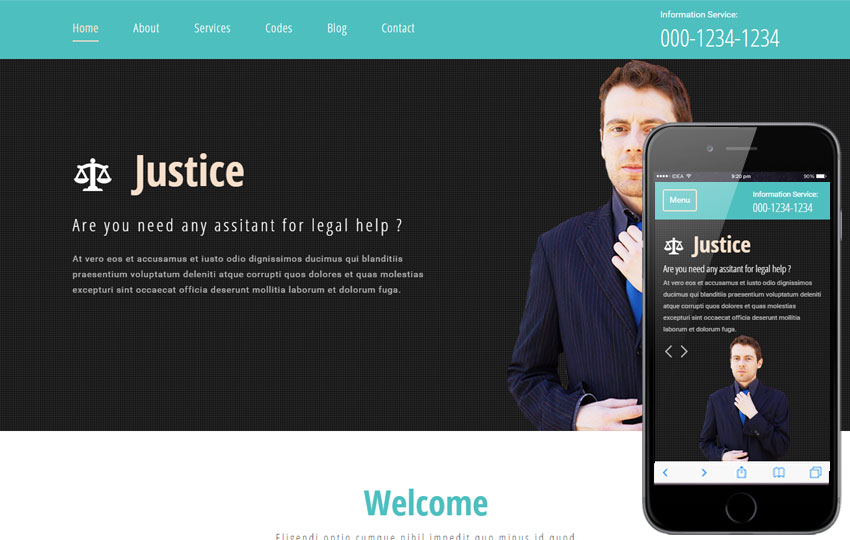 Home About Services Codes Blog Contact
Information Service:
000-1234-1234
Justice
Are you need any assitant for legal help ?
At vero eos et accusamus et iusto odio dignissimos ducimus qui blanditiis
praesentium voluptatum deleniti atque corrupti quos dolores et quas molestias
excepturi sint occaecat officia deserunt mollitia laborum et dolorum fuga.
Welcome
Eligendi optio cumque nihil impedit quo minus id quod
IDEA 9:20 pm 90%
Menu
Information Service:
000-1234-1234
Justice
Are you need any assitant for legal help ?
At vero eos et accusamus et iusto odio dignissimos
ducimus qui blanditiis praesentium voluptatum deleniti
atque corrupti quos dolores et quas molestias
excepturi sint occaecat officia deserunt mollitia
laborum et dolorum fuga.